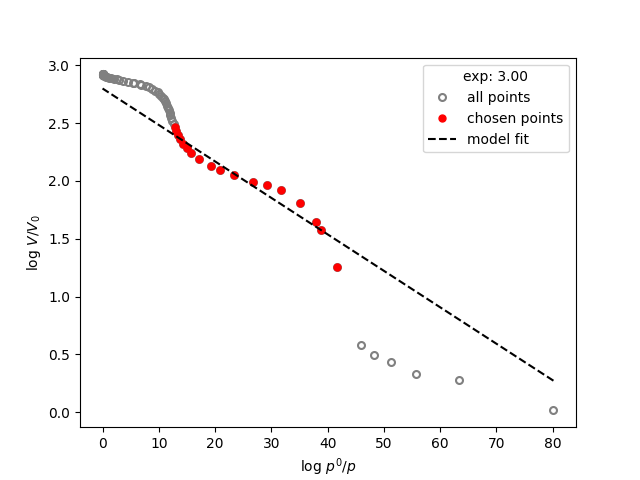 exp: 3.00
all points
chosen points
model fit
3.0
2.5
2.0
1.5
1.0
0.5
0.0
log V/V₀
0 10 20 30 40 50 60 70 80
log p⁰/p